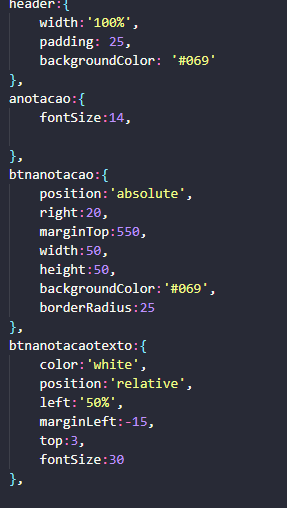 header:{
width:'100%',
padding: 25,
backgroundColor: '#069'
},
anotacao:{
fontSize:14,
},
btnanotacao:{
position:'absolute',
right:20,
marginTop:550,
width:50,
height:50,
backgroundColor:'#069',
borderRadius:25
},
btnanotacaotexto:{
color:'white',
position:'relative',
left:'50%',
marginLeft:-15,
top:3,
fontSize:30
},